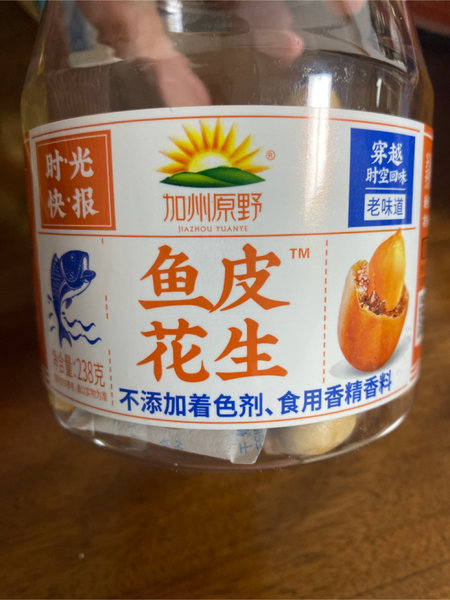 时·光
快·报
加州原野®
JIAZHOU YUANYE
穿越
时空回味
老味道
鱼皮™
花生
净含量:238克
不添加着色剂、食用香精香料